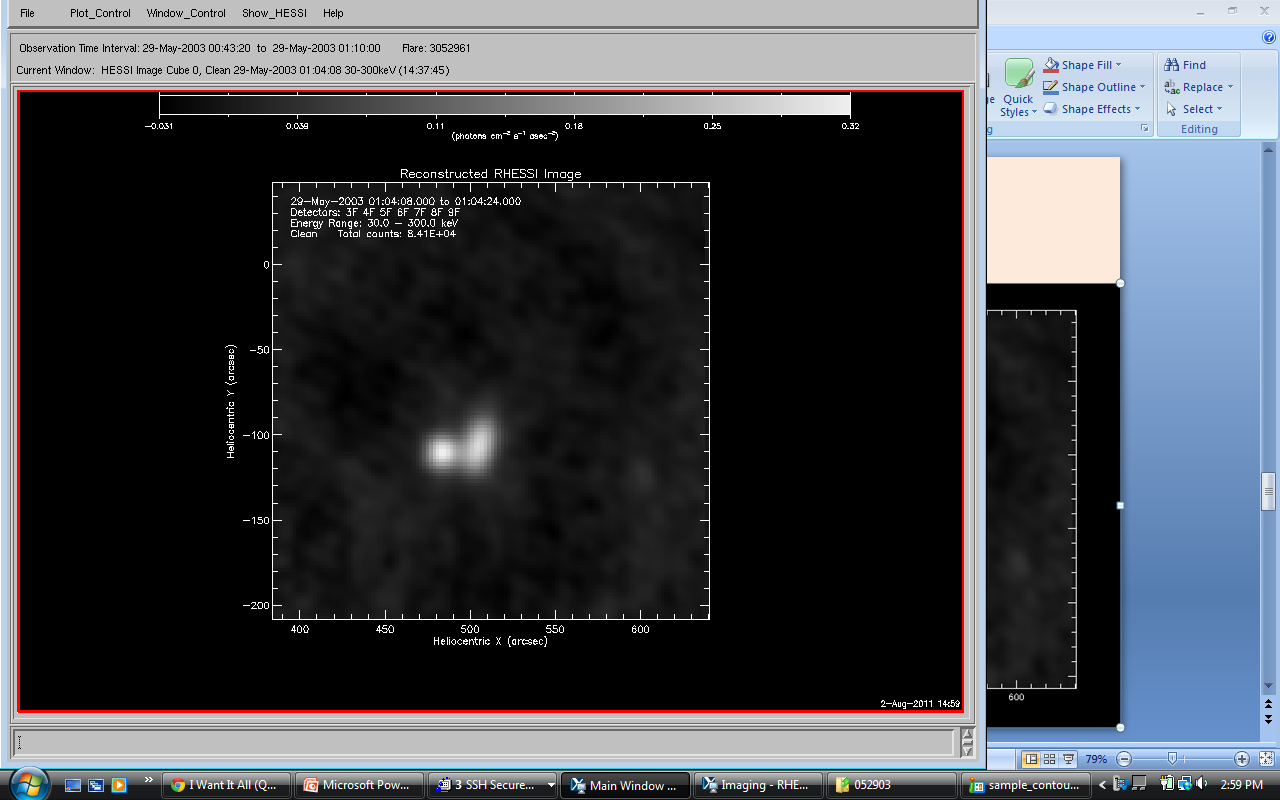 File Plot_Control Window_Control Show_HESSI Help
Observation Time Interval: 29-May-2003 00:43:20 to 29-May-2003 01:10:00 Flare: 3052961
Current Window: HESSI Image Cube 0, Clean 29-May-2003 01:04:08 30-300keV (14:37:45)
−0.031 0.039 0.11 0.18 0.25 0.32
(photons cm⁻² s⁻¹ asec⁻²)
Reconstructed RHESSI Image
29-May-2003 01:04:08.000 to 01:04:24.000
Detectors: 3F 4F 5F 6F 7F 8F 9F
Energy Range: 30.0 - 300.0 keV
Clean Total counts: 8.41E+04
0
−50
−100
−150
−200
Heliocentric Y (arcsec)
400 450 500 550 600
Heliocentric X (arcsec)
2-Aug-2011 14:59
Shape Fill
Quick Styles
Shape Outline
Shape Effects
Find
Replace
Select
Editing
600
79%
I Want It All (Q...
Microsoft Pow...
3 SSH Secure...
Main Window ...
Imaging - RHE...
052903
sample_contou...
2:59 PM